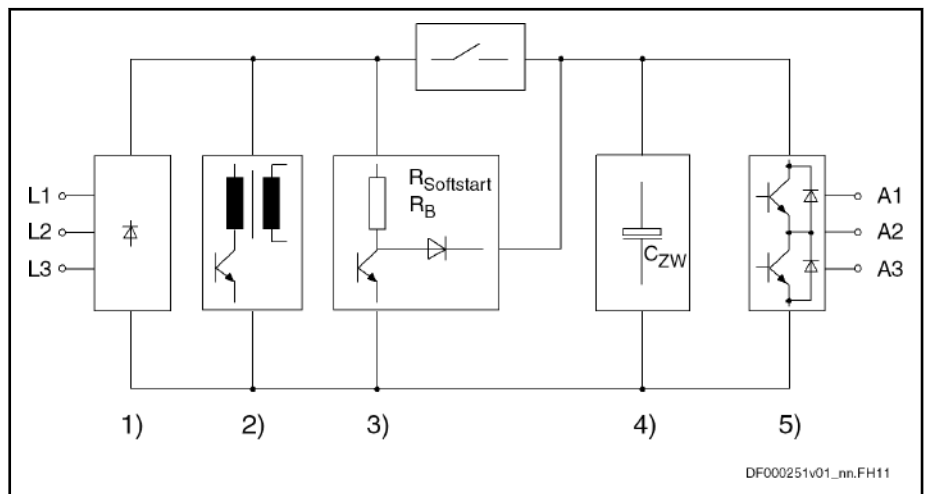 L1
L2
L3
R_Softstart
R_B
C_ZW
A1
A2
A3
1) 2) 3) 4) 5)
DF000251v01_nn.FH11